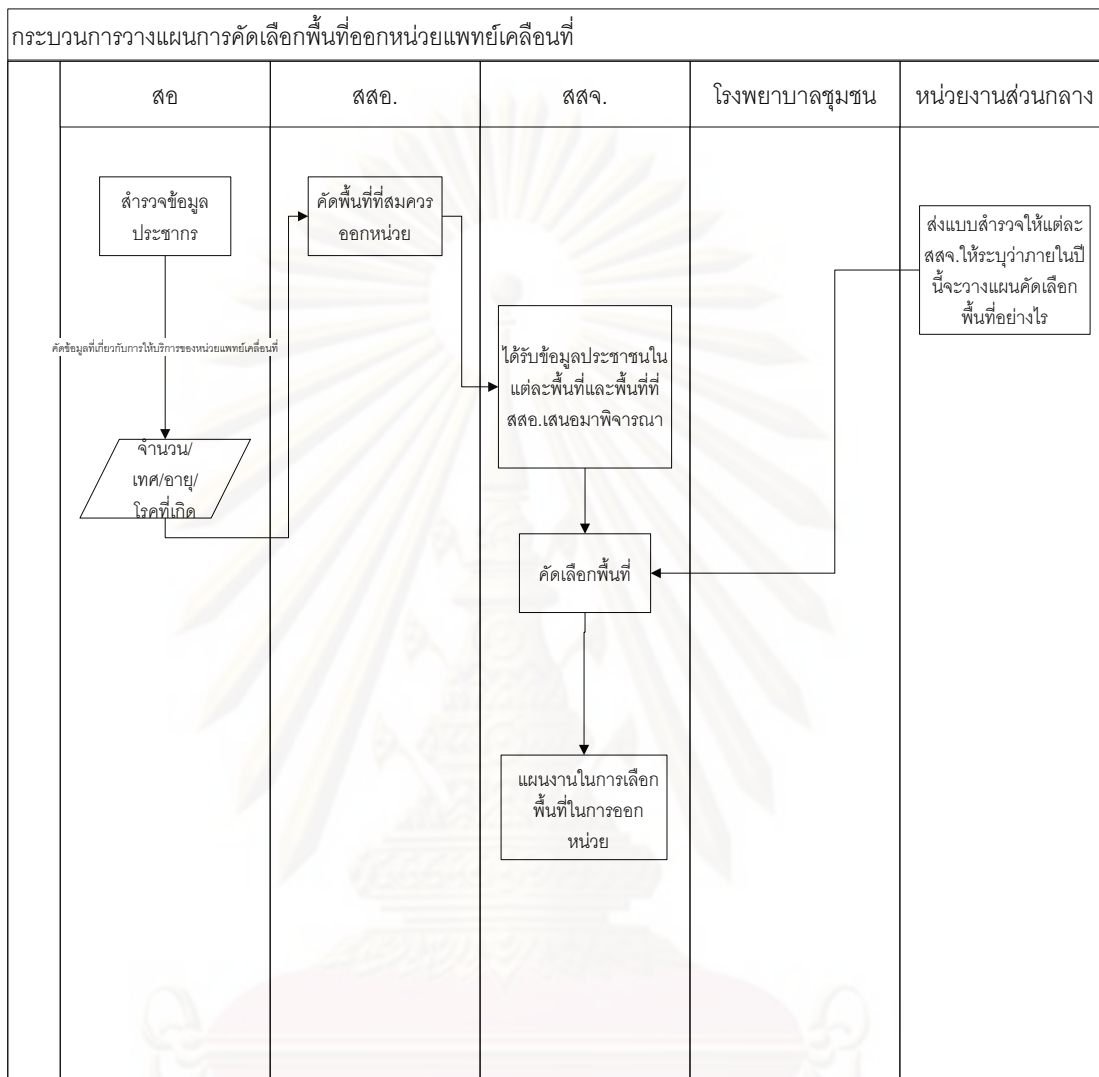 กระบวนการวางแผนการคัดเลือกพื้นที่ออกหน่วยแพทย์เคลือนที่
สอ
สสอ.
สสจ.
โรงพยาบาลชุมชน
หน่วยงานส่วนกลาง
สำรวจข้อมูล
ประชากร
คัดพื้นที่ที่สมควร
ออกหน่วย
ส่งแบบสำรวจให้แต่ละ
สสจ.ให้ระบุว่าภายในปี
นี้จะวางแผนคัดเลือก
พื้นที่อย่างไร
คัดข้อมูลที่เกี่ยวกับการให้บริการของหน่วยแพทย์เคลื่อนที่
ได้รับข้อมูลประชาชนใน
แต่ละพื้นที่และพื้นที่ที่
สสอ.เสนอมาพิจารณา
จำนวน/
เทศ/อายุ/
โรคที่เกิด
คัดเลือกพื้นที่
แผนงานในการเลือก
พื้นที่ในการออก
หน่วย